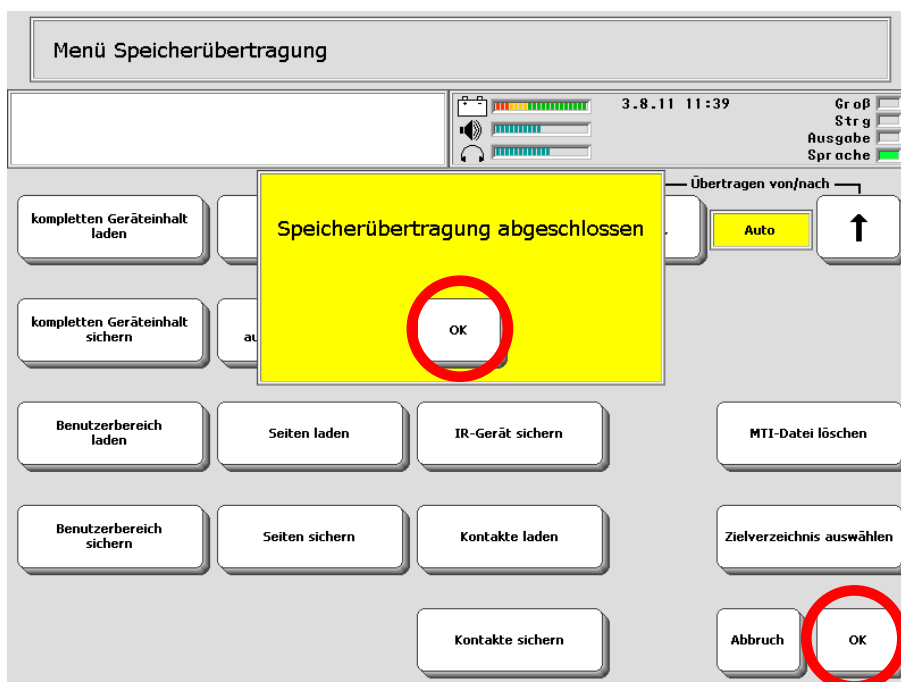 Menü Speicherübertragung
3.8.11 11:39
Groß
Strg
Ausgabe
Sprache
Übertragen von/nach
kompletten Geräteinhalt
laden
Speicherübertragung abgeschlossen
Auto
↑
kompletten Geräteinhalt
sichern
au
OK
Benutzerbereich
laden
Seiten laden
IR-Gerät sichern
MTI-Datei löschen
Benutzerbereich
sichern
Seiten sichern
Kontakte laden
Zielverzeichnis auswählen
Kontakte sichern
Abbruch
OK